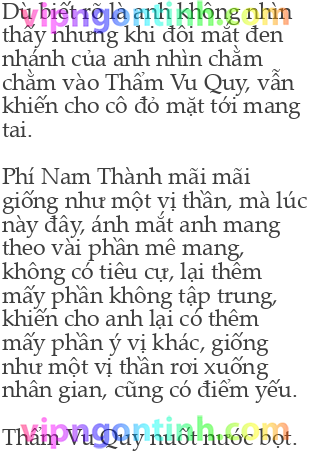 Dù biết rõ là anh không nhìn
thấy nhưng khi đôi mắt đen
nhánh của anh nhìn chằm
chằm vào Thẩm Vu Quy, vẫn
khiến cho cô đỏ mặt tới mang
tai.
Phí Nam Thành mãi mãi
giống như một vị thần, mà lúc
này đây, ánh mắt anh mang
theo vài phần mê mang,
không có tiêu cự, lại thêm
mấy phần không tập trung,
khiến cho anh lại có thêm
mấy phần ý vị khác, giống
như một vị thần rơi xuống
nhân gian, cũng có điểm yếu.
Thẩm Vu Quy nuốt nước bọt.
vipngontinh.com
vipngontinh.com